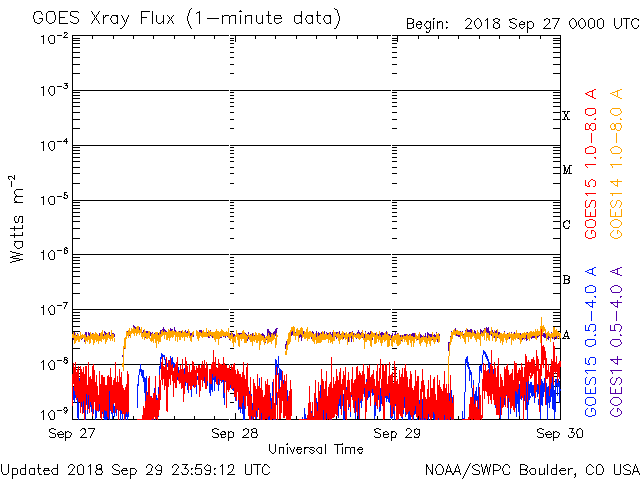 GOES Xray Flux (1-minute data)
Begin: 2018 Sep 27 0000 UTC
10⁻²
10⁻³
10⁻⁴
10⁻⁵
10⁻⁶
10⁻⁷
10⁻⁸
10⁻⁹
Watts m⁻²
X
M
C
B
A
GOES15 1.0-8.0 A
GOES14 1.0-8.0 A
GOES15 0.5-4.0 A
GOES14 0.5-4.0 A
Sep 27
Sep 28
Sep 29
Sep 30
Universal Time
Updated 2018 Sep 29 23:59:12 UTC
NOAA/SWPC Boulder, CO USA